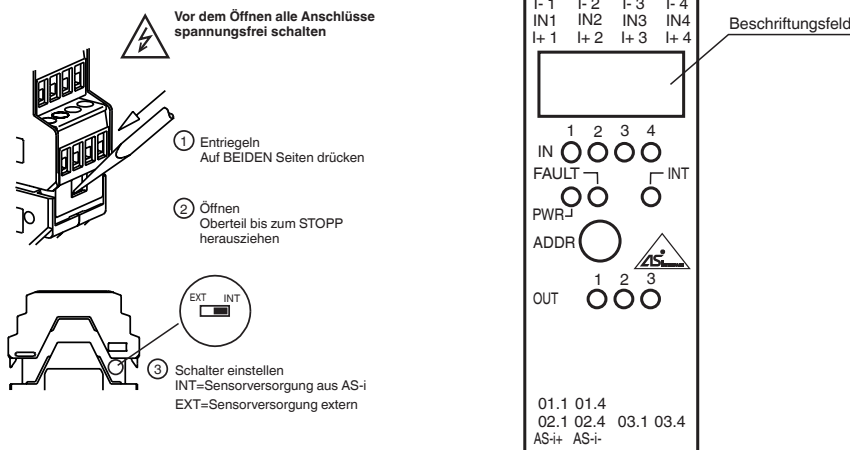 Vor dem Öffnen alle Anschlüsse
spannungsfrei schalten
1 Entriegeln
Auf BEIDEN Seiten drücken
2 Öffnen
Oberteil bis zum STOPP
herausziehen
EXT INT
3 Schalter einstellen
INT=Sensorversorgung aus AS-i
EXT=Sensorversorgung extern
I- 1 I- 2 I- 3 I- 4
IN1 IN2 IN3 IN4
I+ 1 I+ 2 I+ 3 I+ 4
Beschriftungsfeld
1 2 3 4
IN
FAULT INT
PWR
ADDR
AS-INTERFACE
1 2 3
OUT
01.1 01.4
02.1 02.4 03.1 03.4
AS-i+ AS-i-